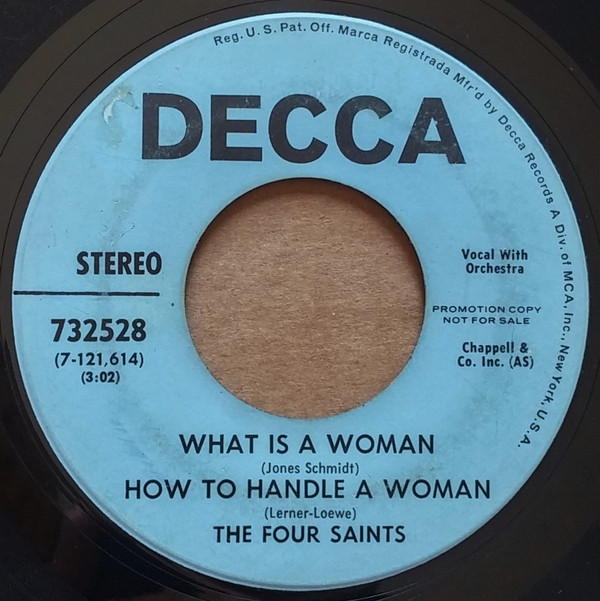 Reg. U.S. Pat. Off. Marca Registrada Mfr'd by Decca Records A Div. of MCA, Inc., New York, U.S.A.
DECCA
STEREO
732528
(7-121,614)
(3:02)
Vocal With
Orchestra
PROMOTION COPY
NOT FOR SALE
Chappell &
Co. Inc. (AS)
WHAT IS A WOMAN
(Jones Schmidt)
HOW TO HANDLE A WOMAN
(Lerner-Loewe)
THE FOUR SAINTS